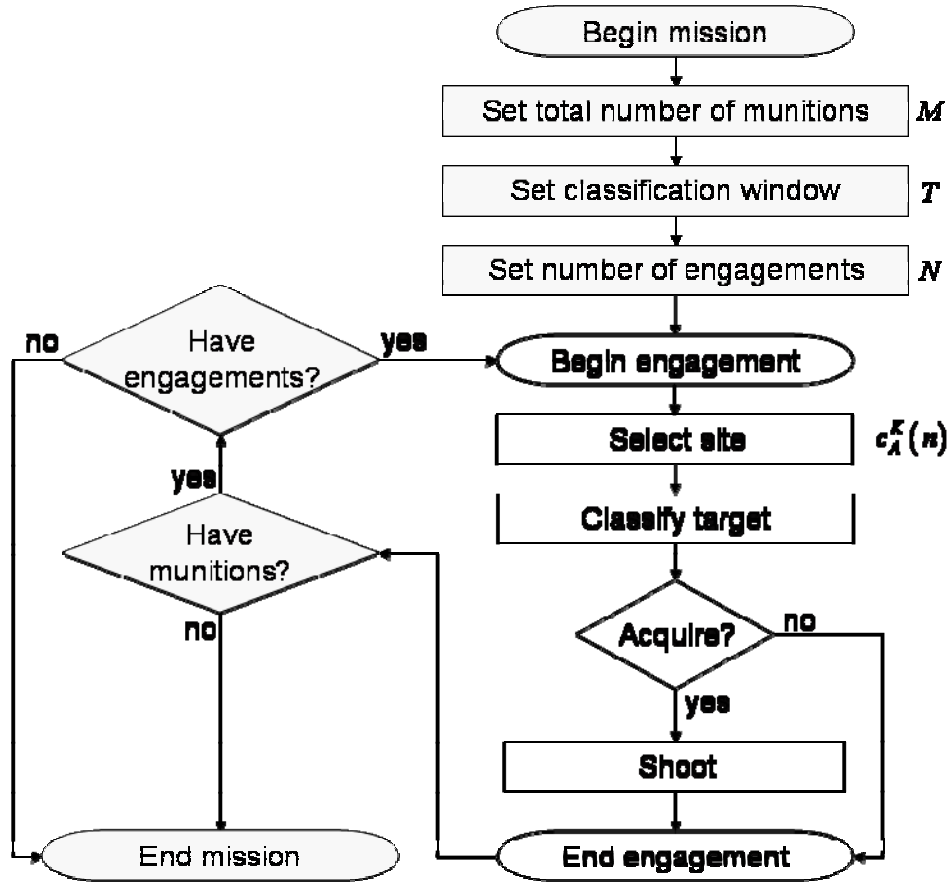 Begin mission
Set total number of munitions M
Set classification window T
Set number of engagements N
no
Have
engagements?
yes
Begin engagement
Select site
c_A^K(n)
yes
Classify target
Have
munitions?
no
Acquire?
no
yes
Shoot
End mission
End engagement